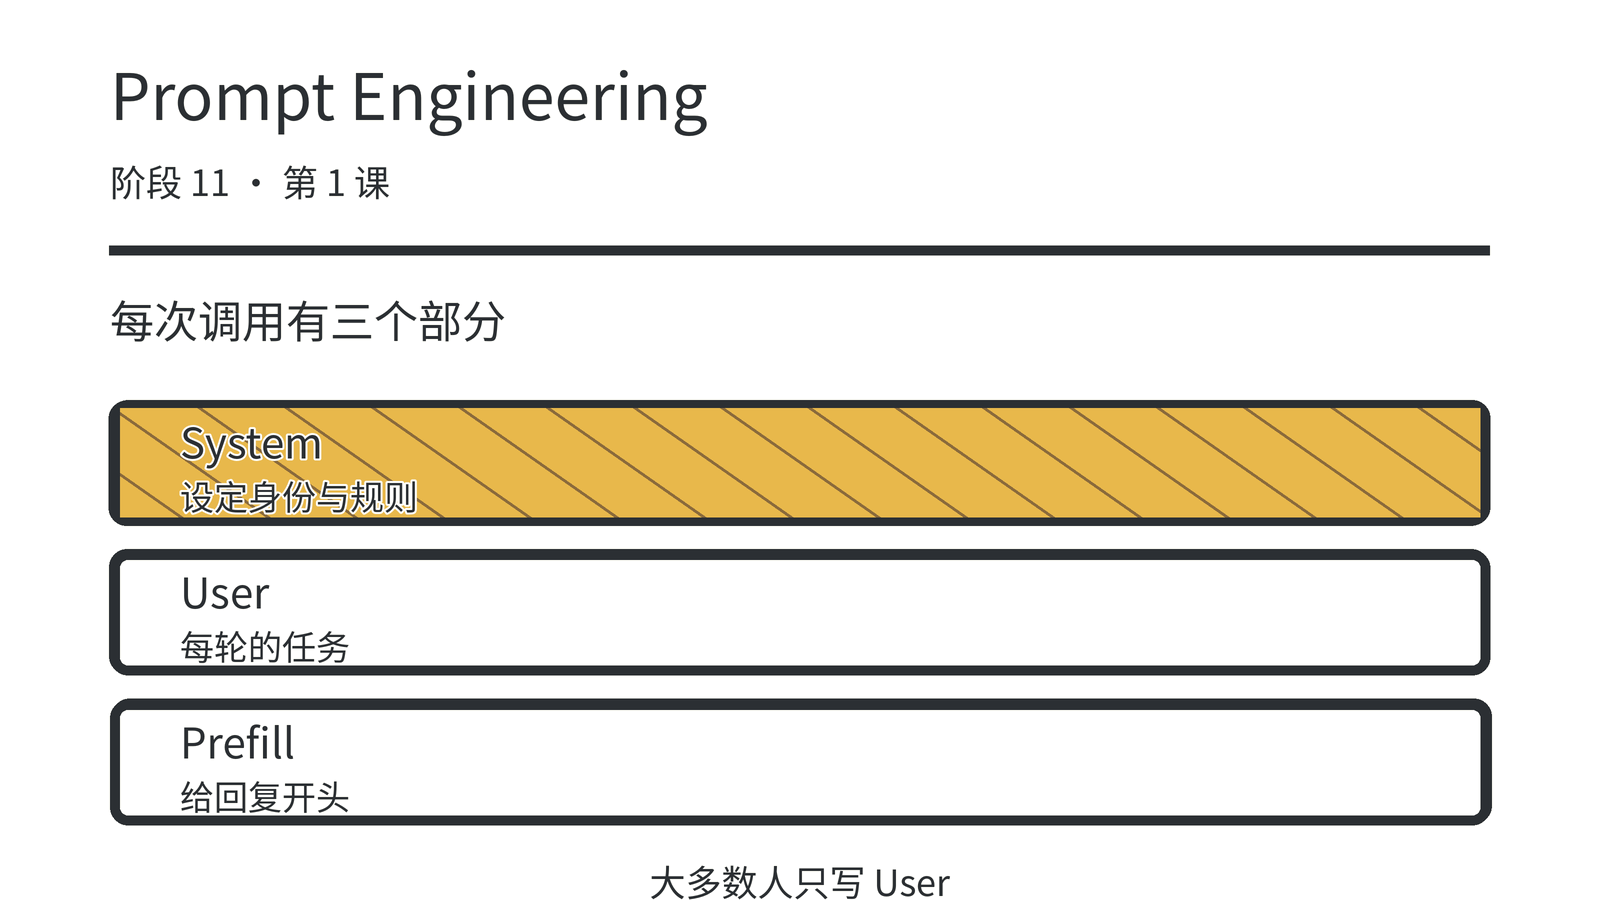 Prompt Engineering
阶段 11 · 第 1 课
每次调用有三个部分
System
设定身份与规则
User
每轮的任务
Prefill
给回复开头
大多数人只写 User